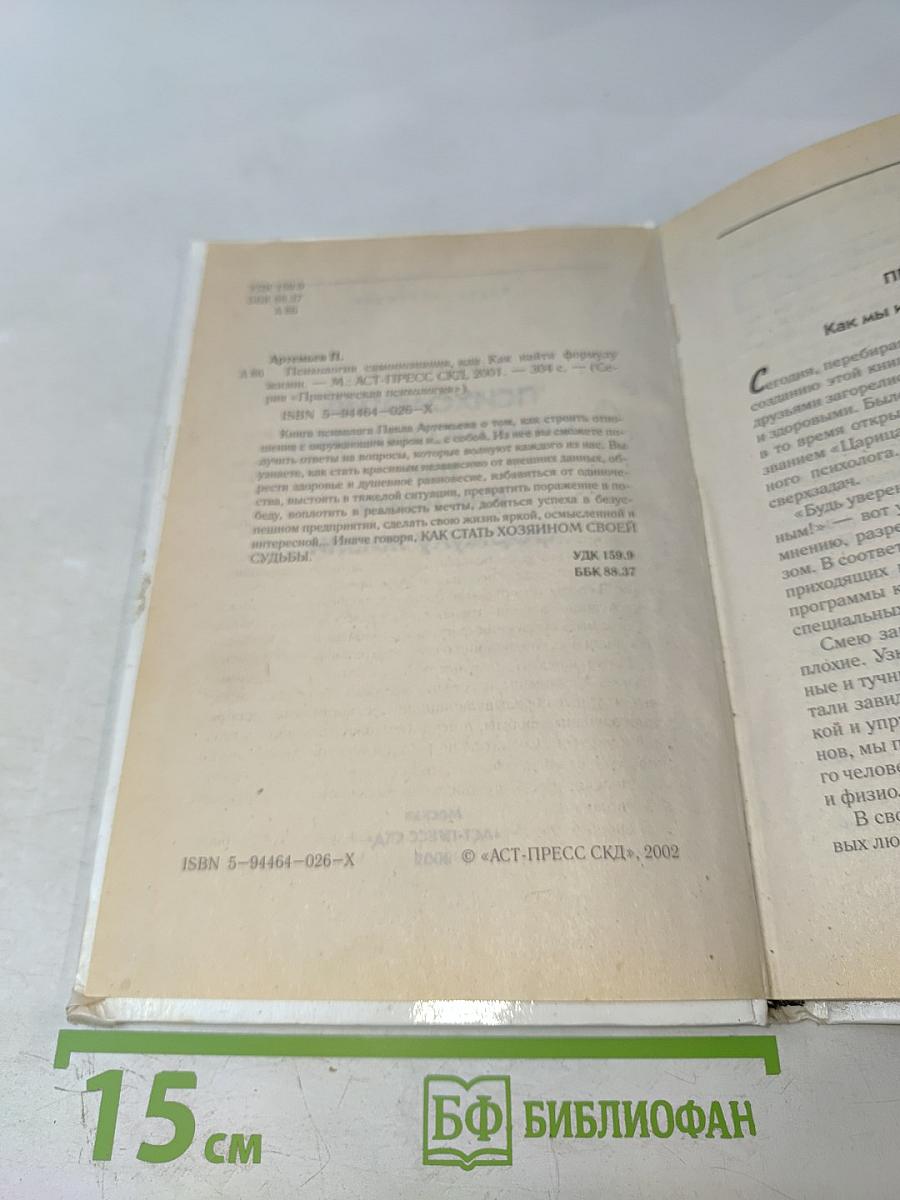 УДК 159.9
ББК 88.37
А 86
Артемьев П.
А 86 Психология самопознания, или Как найти формулу
жизни. — М.: АСТ-ПРЕСС СКД, 2001. — 304 с. — (Се-
рия «Практическая психология»).
ISBN 5–94464–026–X
Книга психолога Павла Артемьева о том, как строить отно-
шения с окружающим миром и... с собой. Из нее вы сможете по-
лучить ответы на вопросы, которые волнуют каждого из нас. Вы
узнаете, как стать красивым независимо от внешних данных, об-
рести здоровье и душевное равновесие, избавиться от одиноче-
ства, выстоять в тяжелой ситуации, превратить поражение в по-
беду, воплотить в реальность мечты, добиться успеха в безус-
пешном предприятии, сделать свою жизнь яркой, осмысленной и
интересной... Иначе говоря, КАК СТАТЬ ХОЗЯИНОМ СВОЕЙ
СУДЬБЫ.
УДК 159.9
ББК 88.37
ISBN 5–94464–026–X
© «АСТ-ПРЕСС СКД», 2002
Как мы
Сегодня, перебира
созданию этой кни
друзьями загорели
и здоровыми. Было
в то время откры
званием «Царица
ного психолога.
сверхзадач.
«Будь уверен
ным!» — вот у
мнению, разре
зом. В соответ
приходящих
программы к
специальных
Смею за
плохие. Узн
ные и тучн
тали завид
кой и упру
нов, мы п
го челове
и физио
В сво
вых лю
15 см
БФ БИБЛИОФАН